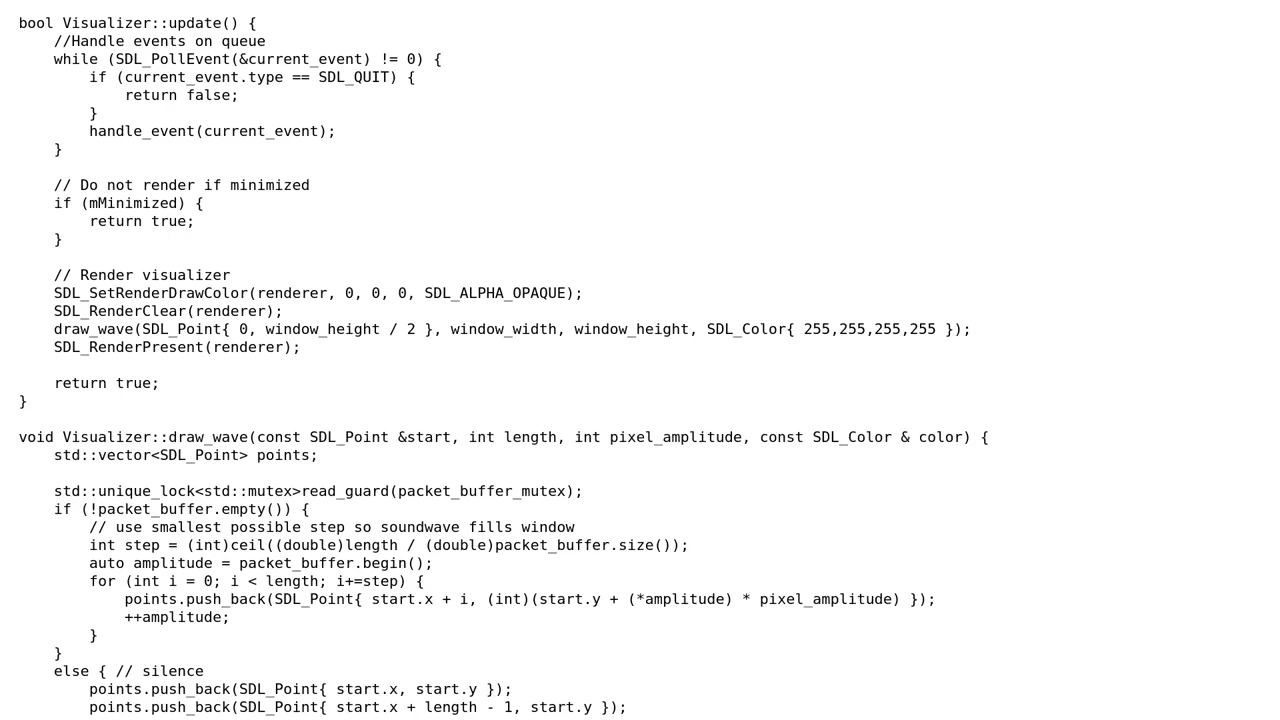 bool Visualizer::update() {
    //Handle events on queue
    while (SDL_PollEvent(&current_event) != 0) {
        if (current_event.type == SDL_QUIT) {
            return false;
        }
        handle_event(current_event);
    }

    // Do not render if minimized
    if (mMinimized) {
        return true;
    }

    // Render visualizer
    SDL_SetRenderDrawColor(renderer, 0, 0, 0, SDL_ALPHA_OPAQUE);
    SDL_RenderClear(renderer);
    draw_wave(SDL_Point{ 0, window_height / 2 }, window_width, window_height, SDL_Color{ 255,255,255,255 });
    SDL_RenderPresent(renderer);

    return true;
}

void Visualizer::draw_wave(const SDL_Point &start, int length, int pixel_amplitude, const SDL_Color & color) {
    std::vector<SDL_Point> points;

    std::unique_lock<std::mutex>read_guard(packet_buffer_mutex);
    if (!packet_buffer.empty()) {
        // use smallest possible step so soundwave fills window
        int step = (int)ceil((double)length / (double)packet_buffer.size());
        auto amplitude = packet_buffer.begin();
        for (int i = 0; i < length; i+=step) {
            points.push_back(SDL_Point{ start.x + i, (int)(start.y + (*amplitude) * pixel_amplitude) });
            ++amplitude;
        }
    }
    else { // silence
        points.push_back(SDL_Point{ start.x, start.y });
        points.push_back(SDL_Point{ start.x + length - 1, start.y });